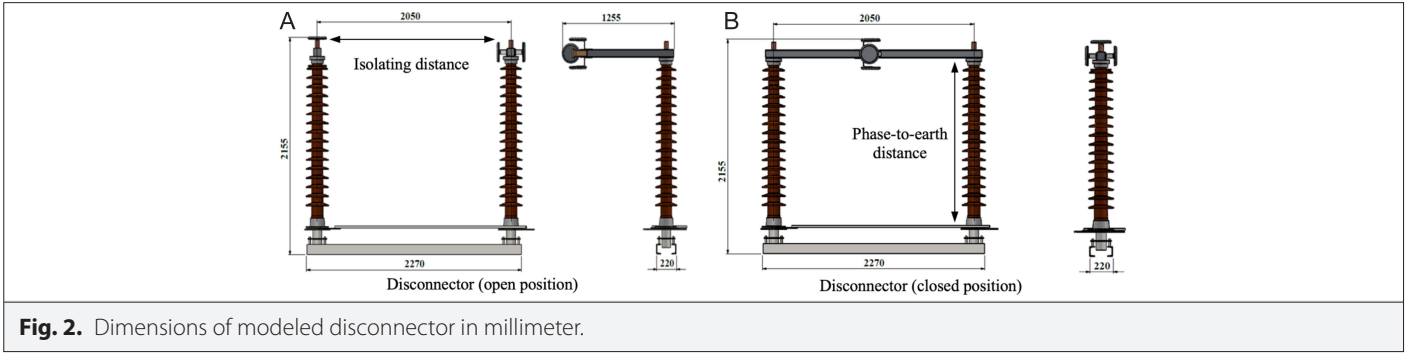 A
2050
1255
B
2050
Isolating distance
2155
2155
Phase-to-earth
distance
2270
220
2270
220
Disconnector (open position)
Disconnector (closed position)
Fig. 2. Dimensions of modeled disconnector in millimeter.